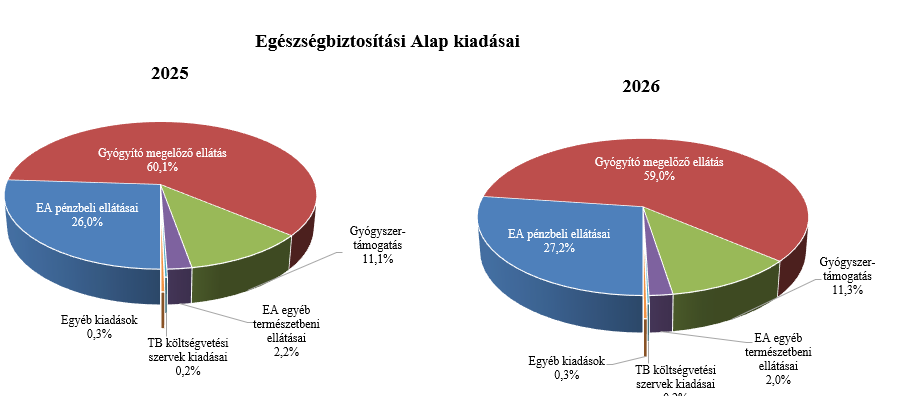 Egészségbiztosítási Alap kiadásai
2025
Gyógyító megelőző ellátás
60,1%
EA pénzbeli ellátásai
26,0%
Gyógyszer-
támogatás
11,1%
EA egyéb
természetbeni
ellátásai
2,2%
TB költségvetési
szervek kiadásai
0,2%
Egyéb kiadások
0,3%
2026
Gyógyító megelőző ellátás
59,0%
EA pénzbeli ellátásai
27,2%
Gyógyszer-
támogatás
11,3%
EA egyéb
természetbeni
ellátásai
2,0%
TB költségvetési
szervek kiadásai
Egyéb kiadások
0,3%